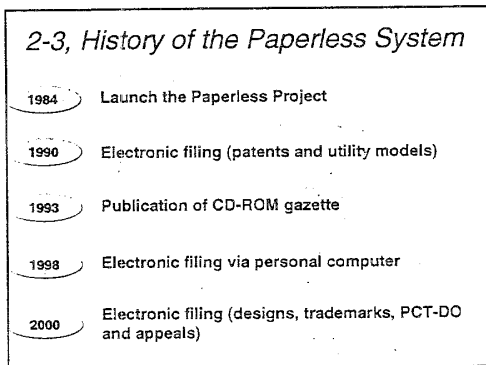 2-3, History of the Paperless System
1984 Launch the Paperless Project
1990 Electronic filing (patents and utility models)
1993 Publication of CD-ROM gazette
1998 Electronic filing via personal computer
2000 Electronic filing (designs, trademarks, PCT-DO
and appeals)